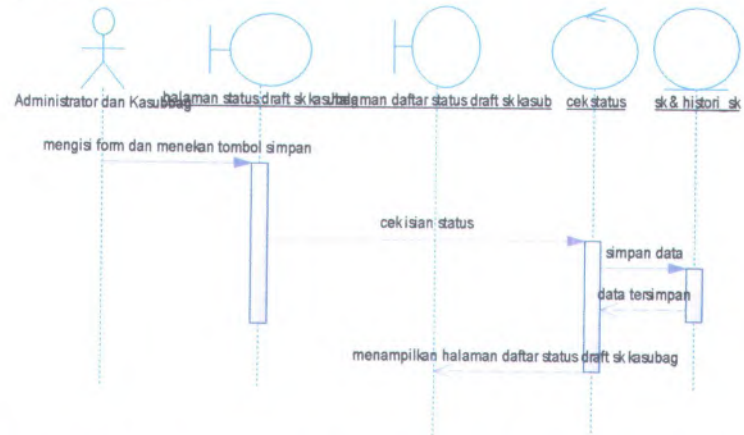 Administrator dan Kasubbag
halaman status draft sk kasubag
halaman daftar status draft sk kasub
cek status
sk & histori_sk
mengisi form dan menekan tombol simpan
cek isian status
simpan data
data tersimpan
menampilkan halaman daftar status draft sk kasubag